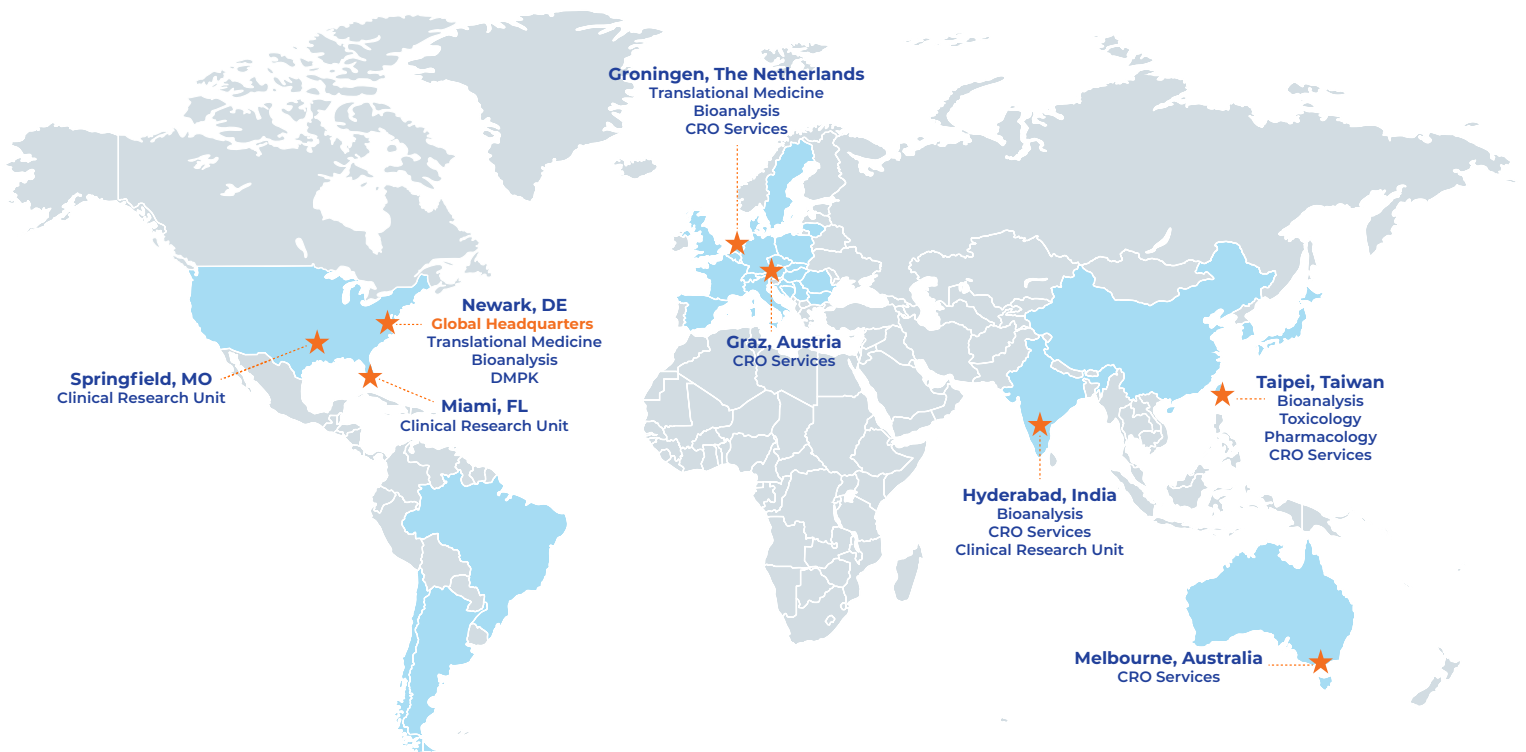 Groningen, The Netherlands
Translational Medicine
Bioanalysis
CRO Services
Newark, DE
Global Headquarters
Translational Medicine
Bioanalysis
DMPK
Springfield, MO
Clinical Research Unit
Miami, FL
Clinical Research Unit
Graz, Austria
CRO Services
Taipei, Taiwan
Bioanalysis
Toxicology
Pharmacology
CRO Services
Hyderabad, India
Bioanalysis
CRO Services
Clinical Research Unit
Melbourne, Australia
CRO Services